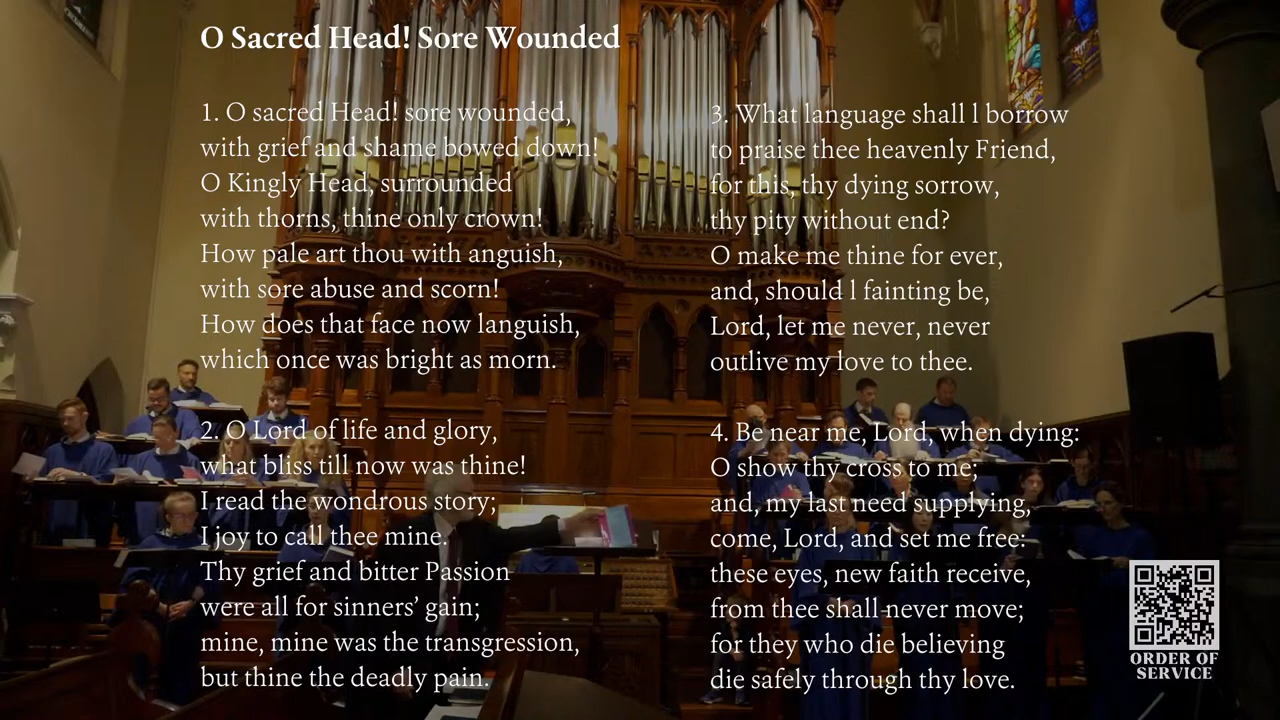 O Sacred Head! Sore Wounded
1. O sacred Head! sore wounded,
with grief and shame bowed down!
O Kingly Head, surrounded
with thorns, thine only crown!
How pale art thou with anguish,
with sore abuse and scorn!
How does that face now languish,
which once was bright as morn.
2. O Lord of life and glory,
what bliss till now was thine!
I read the wondrous story;
I joy to call thee mine.
Thy grief and bitter Passion
were all for sinners’ gain;
mine, mine was the transgression,
but thine the deadly pain.
3. What language shall l borrow
to praise thee heavenly Friend,
for this, thy dying sorrow,
thy pity without end?
O make me thine for ever,
and, should l fainting be,
Lord, let me never, never
outlive my love to thee.
4. Be near me, Lord, when dying:
O show thy cross to me;
and, my last need supplying,
come, Lord, and set me free:
these eyes, new faith receive,
from thee shall never move;
for they who die believing
die safely through thy love.
ORDER OF
SERVICE